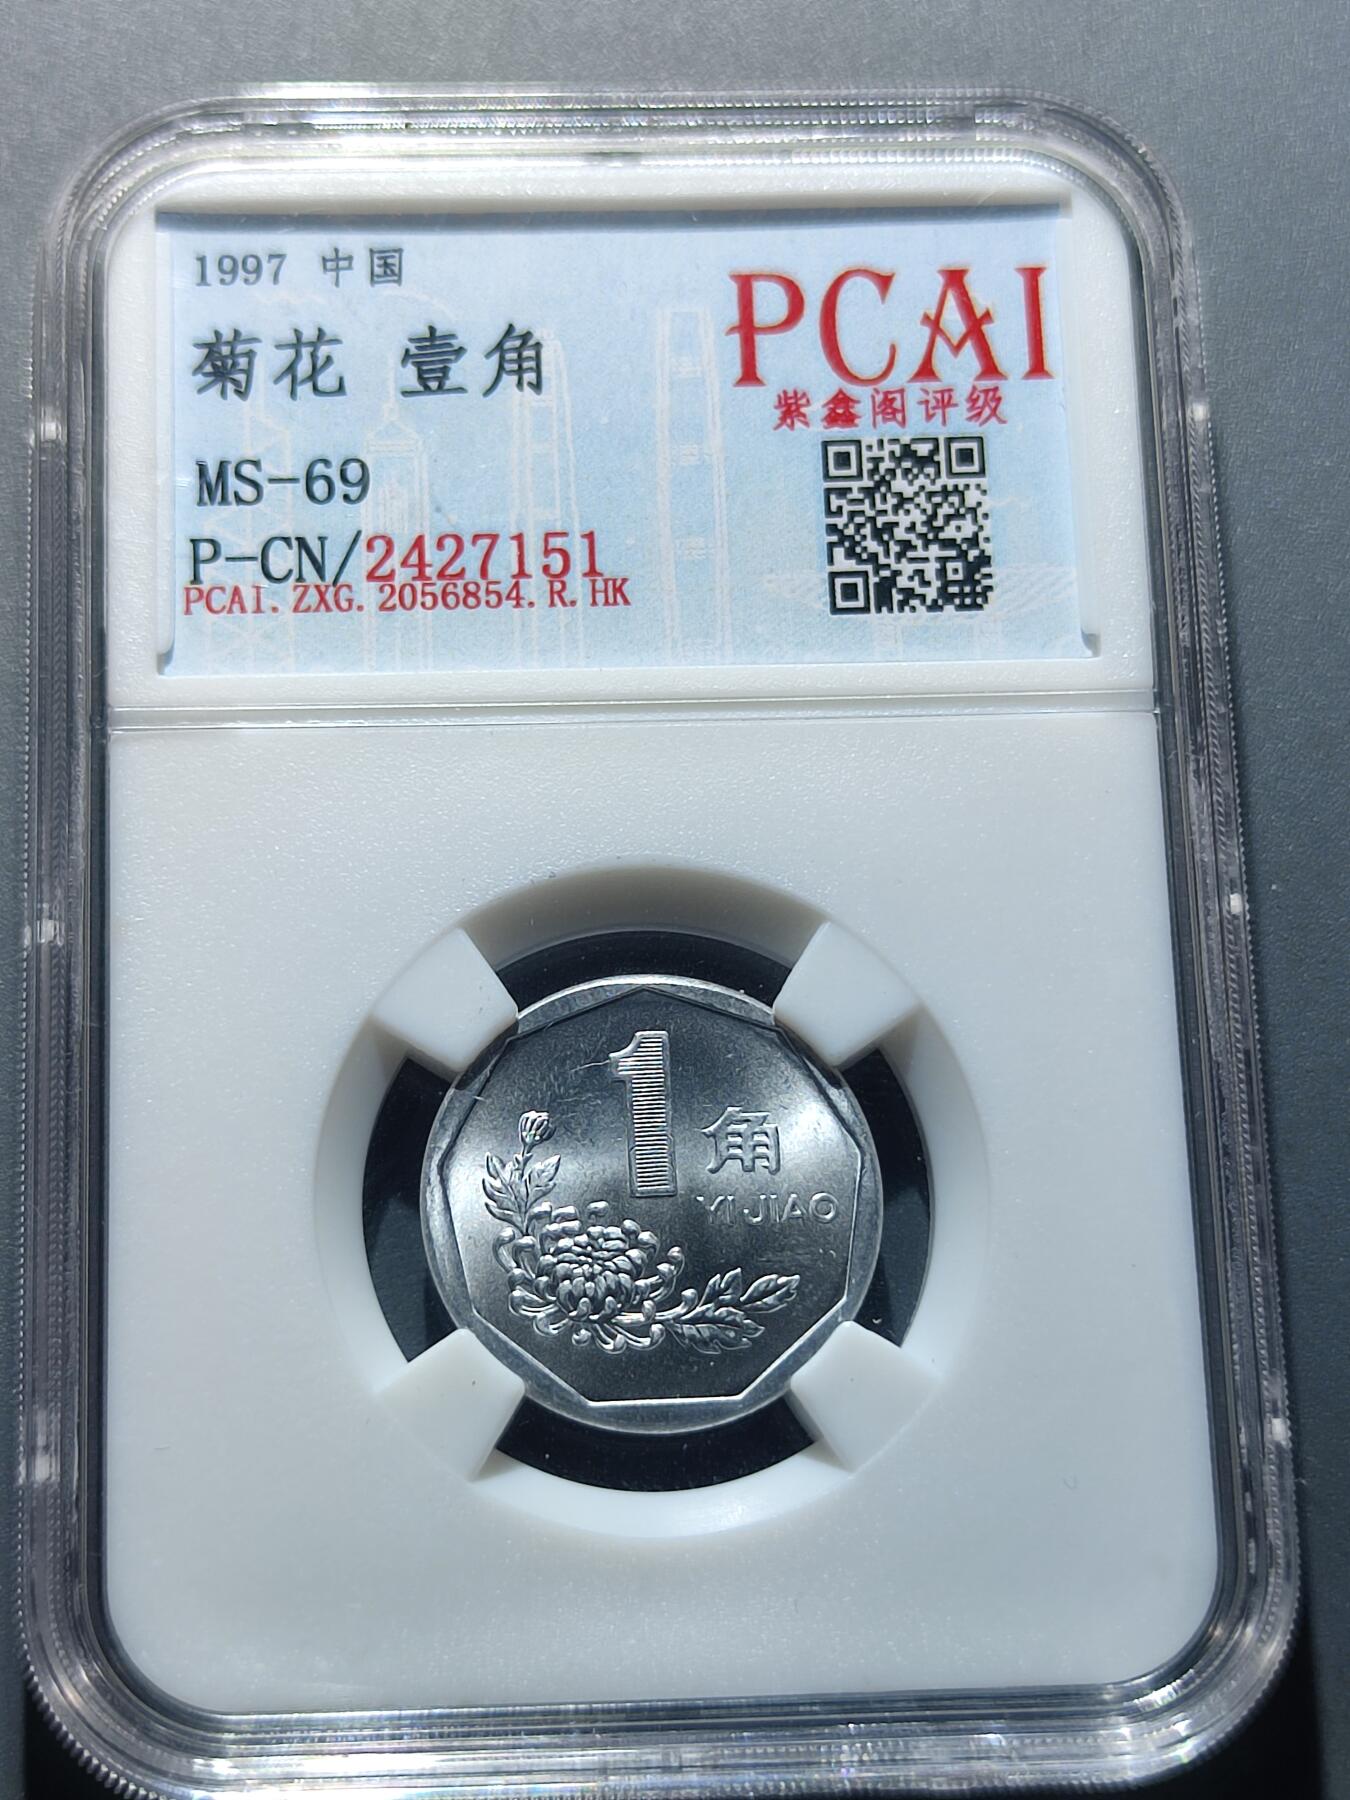 1997 中国
PCAI
菊花 壹角
紫鑫阁评级
MS-69
P-CN/2427151
PCAI.ZXG.2056854.R.HK
1
角
YI JIAO